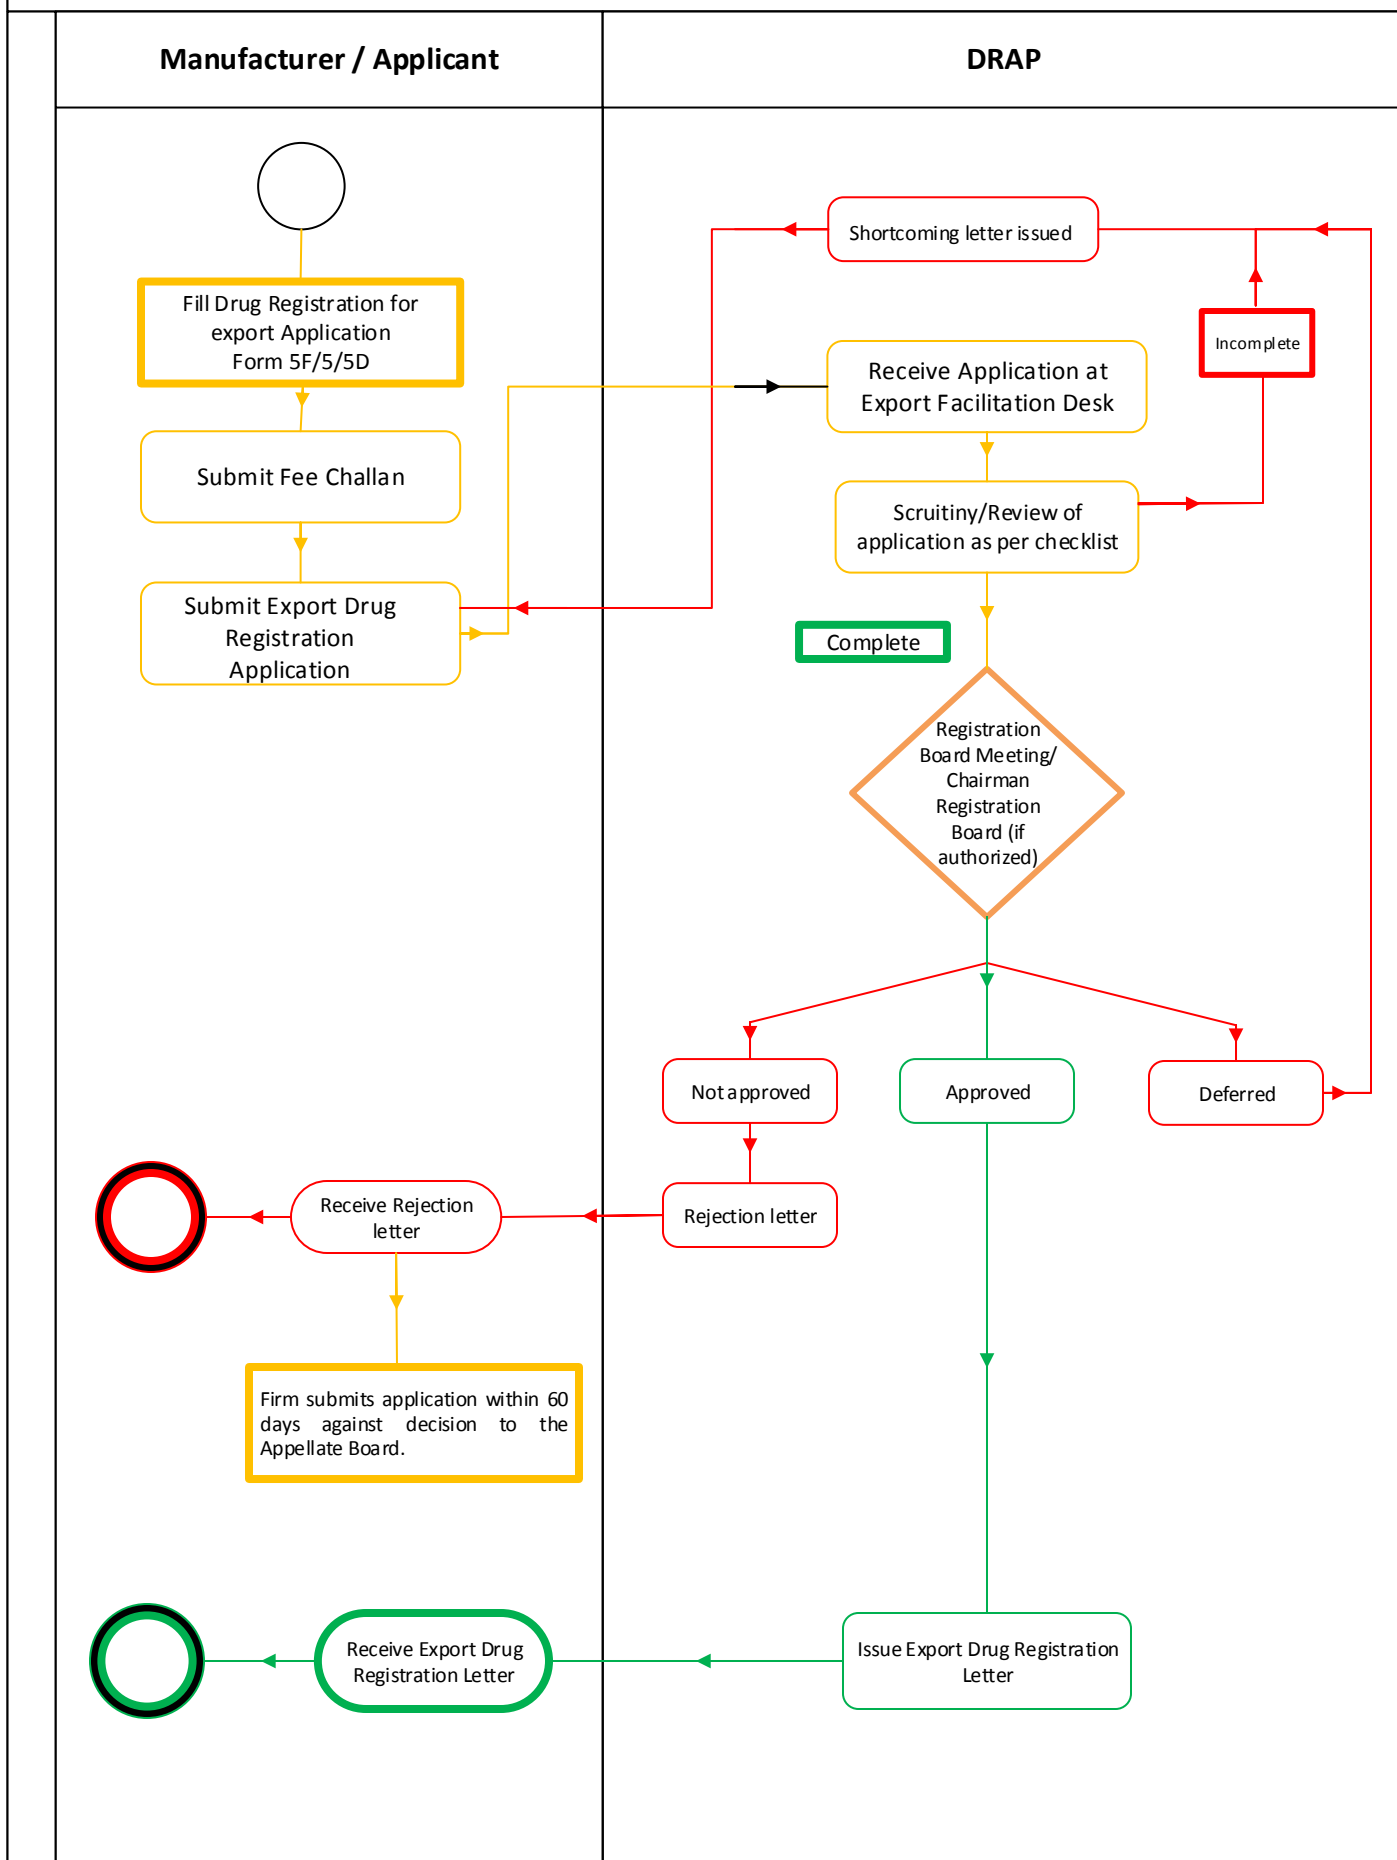 Manufacturer / Applicant
DRAP
Shortcoming letter issued
Fill Drug Registration for
export Application
Form 5F/5/5D
Incomplete
Receive Application at
Export Facilitation Desk
Submit Fee Challan
Scruitiny/Review of
application as per checklist
Submit Export Drug
Registration
Application
Complete
Registration
Board Meeting/
Chairman
Registration
Board (if
authorized)
Not approved
Approved
Deferred
Receive Rejection
letter
Rejection letter
Firm submits application within 60
days against decision to the
Appellate Board.
Receive Export Drug
Registration Letter
Issue Export Drug Registration
Letter